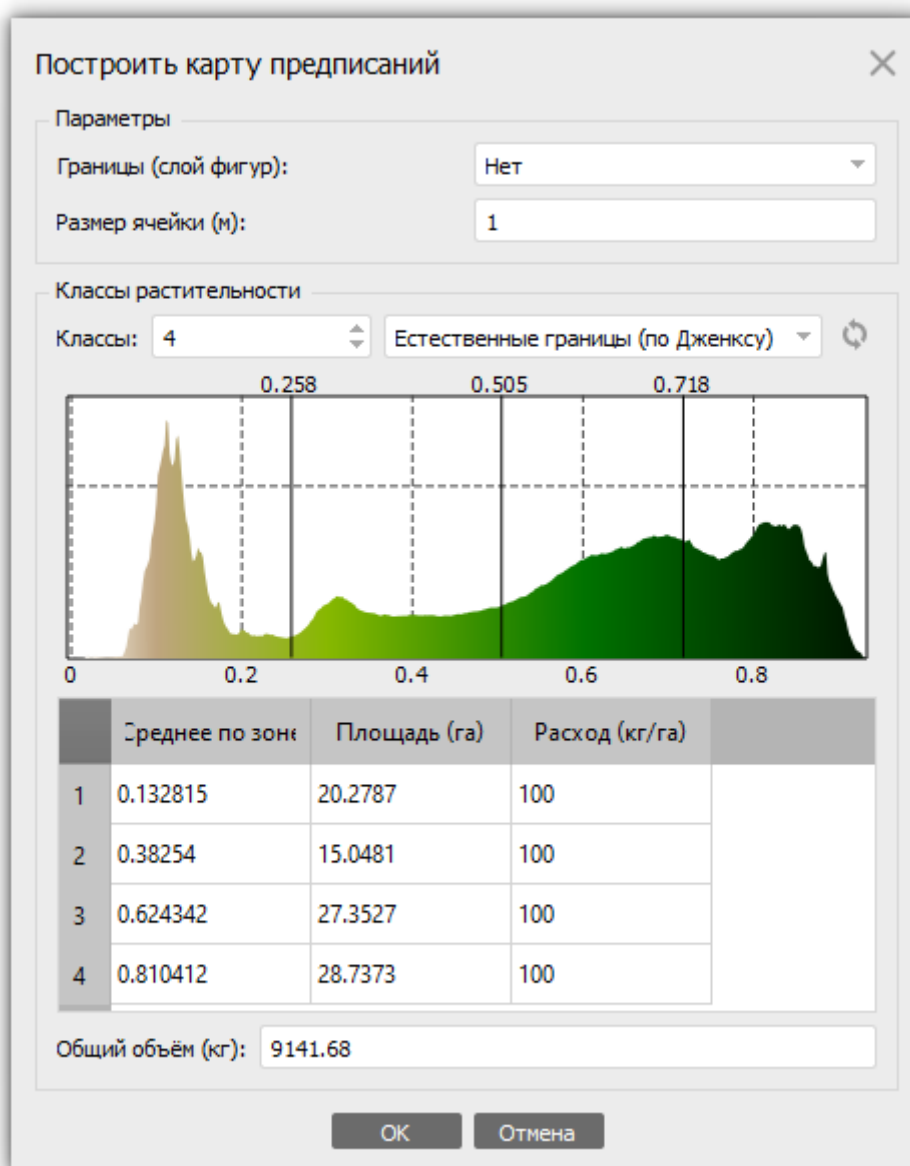 Построить карту предписаний
Параметры
Границы (слой фигур): Нет
Размер ячейки (м): 1
Классы растительности
Классы: 4 Естественные границы (по Дженксу)
0.258 0.505 0.718
0 0.2 0.4 0.6 0.8
Среднее по зоне Площадь (га) Расход (кг/га)
1 0.132815 20.2787 100
2 0.38254 15.0481 100
3 0.624342 27.3527 100
4 0.810412 28.7373 100
Общий объём (кг): 9141.68
OK Отмена